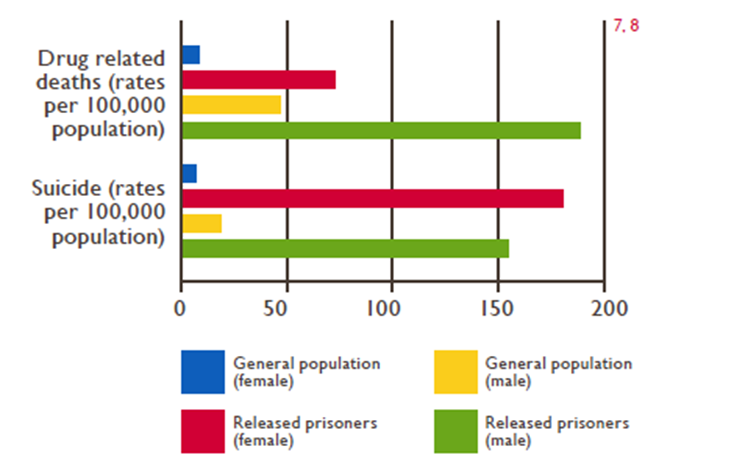 7, 8
Drug related
deaths (rates
per 100,000
population)
Suicide (rates
per 100,000
population)
0 50 100 150 200
General population
(female)
General population
(male)
Released prisoners
(female)
Released prisoners
(male)